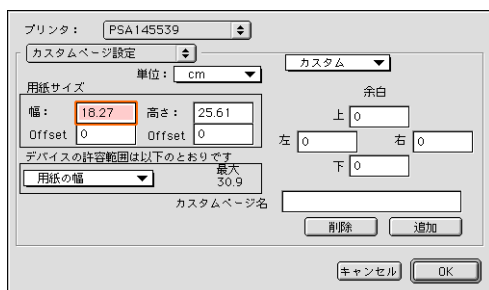 プリンタ： PSA145539
カスタムページ設定
単位： cm
カスタム
用紙サイズ
幅： 18.27 高さ： 25.61
Offset 0 Offset 0
余白
上 0
左 0 右 0
下 0
デバイスの許容範囲は以下のとおりです
用紙の幅
最大
30.9
カスタムページ名
削除 追加
キャンセル OK